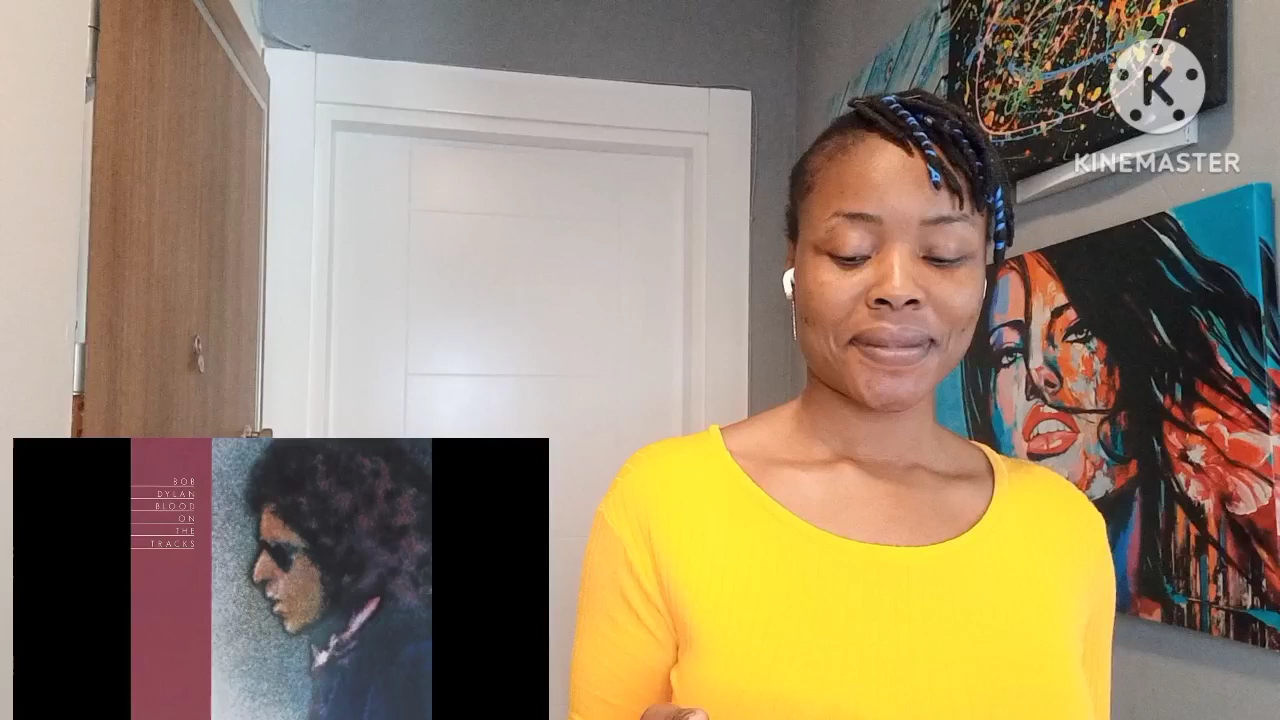 K
KINEMASTER
BOB
DYLAN
BLOOD
ON
THE
TRACKS